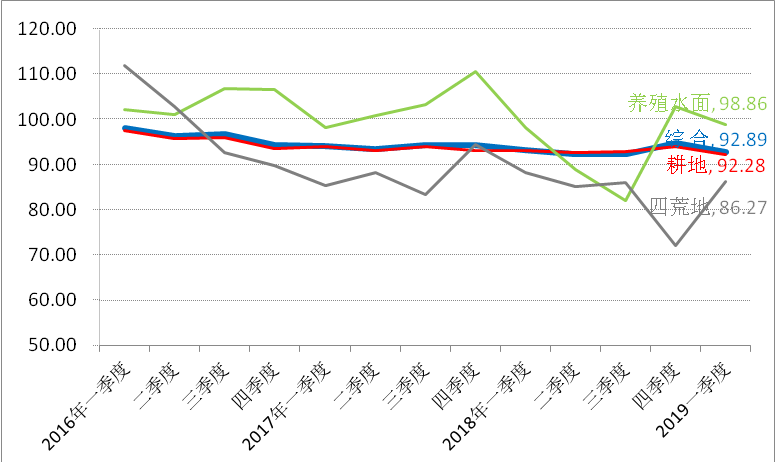 120.00
110.00
100.00
90.00
80.00
70.00
60.00
50.00
养殖水面, 98.86
综合, 92.89
耕地, 92.28
四荒地, 86.27
2016年一季度
二季度
三季度
四季度
2017年一季度
二季度
三季度
四季度
2018年一季度
二季度
三季度
四季度
2019一季度